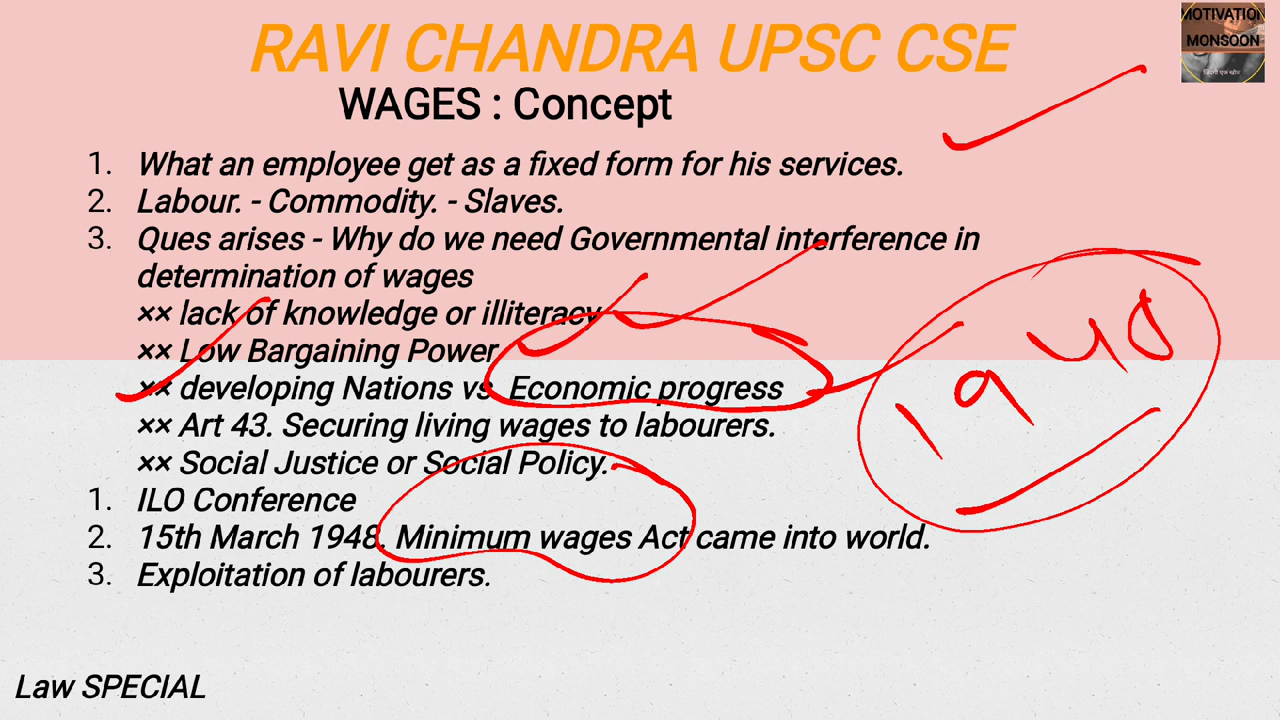 RAVI CHANDRA UPSC CSE
MOTIVATION
MONSOON
जिंदगी एक खोज
WAGES : Concept
1. What an employee get as a fixed form for his services.
2. Labour. - Commodity. - Slaves.
3. Ques arises - Why do we need Governmental interference in
determination of wages
×× lack of knowledge or illiteracy
×× Low Bargaining Power
×× developing Nations vs. Economic progress
×× Art 43. Securing living wages to labourers.
×× Social Justice or Social Policy.
1. ILO Conference
2. 15th March 1948. Minimum wages Act came into world.
3. Exploitation of labourers.
1948
Law SPECIAL